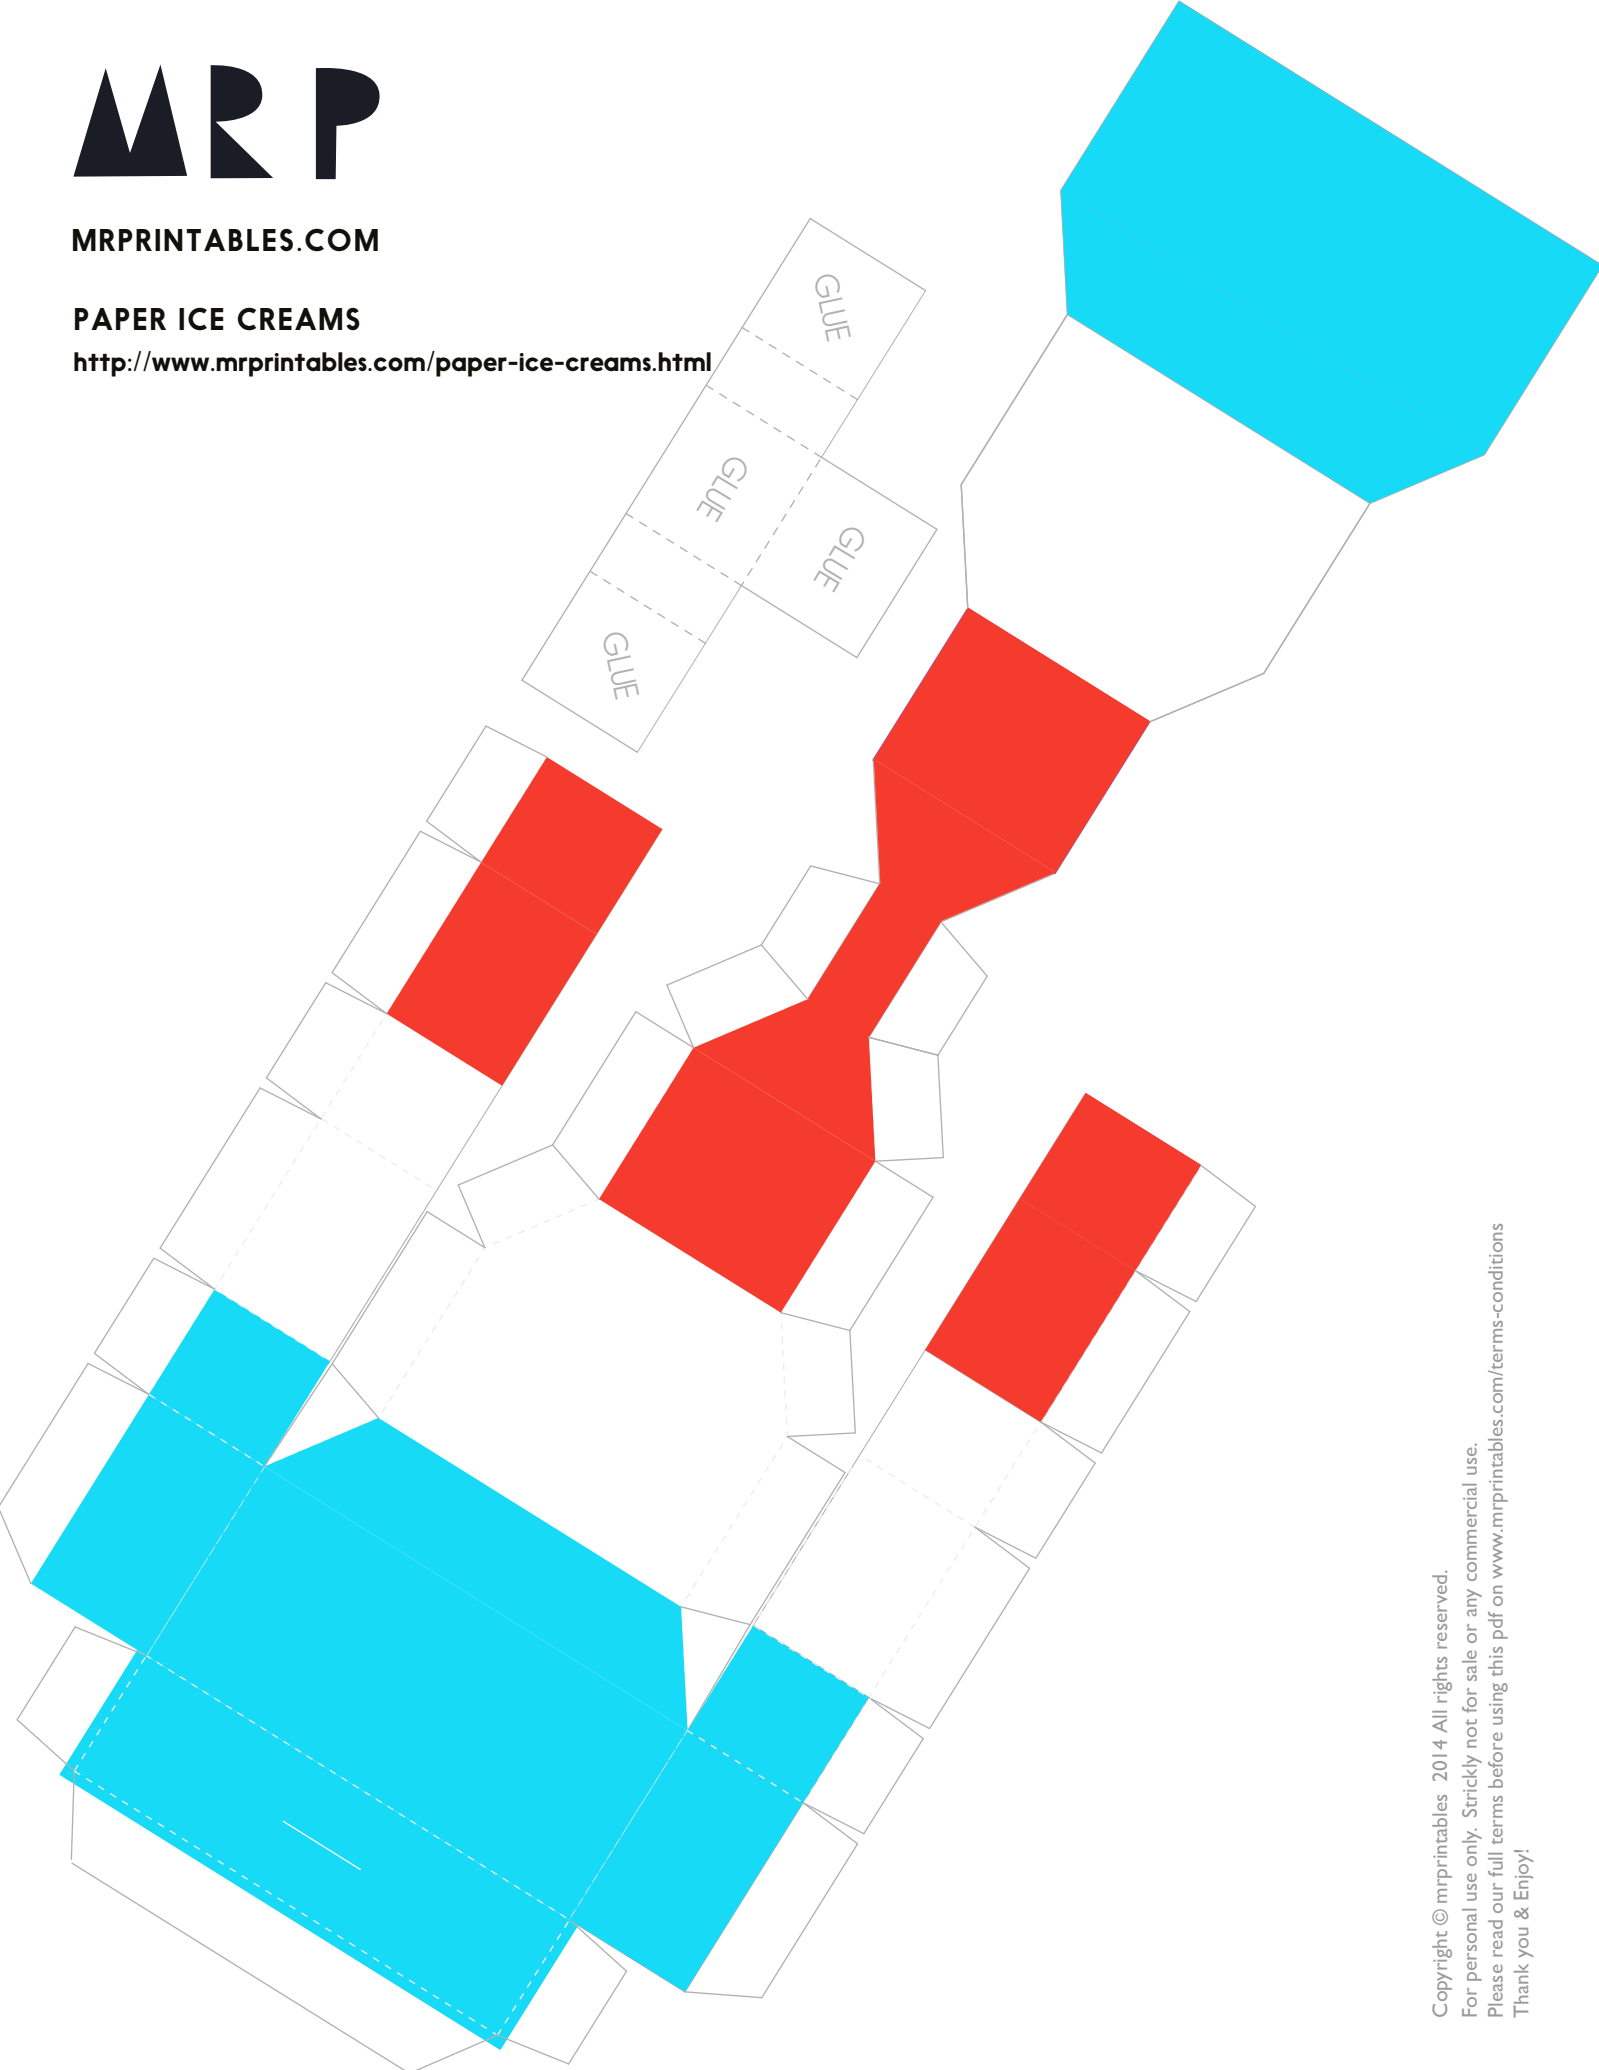 MRP
MRPRINTABLES.COM
PAPER ICE CREAMS
http://www.mrprintables.com/paper-ice-creams.html
GLUE
GLUE
GLUE
GLUE
Copyright © mrprintables 2014 All rights reserved.
For personal use only. Strickly not for sale or any commercial use.
Please read our full terms before using this pdf on www.mrprintables.com/terms-conditions
Thank you & Enjoy!